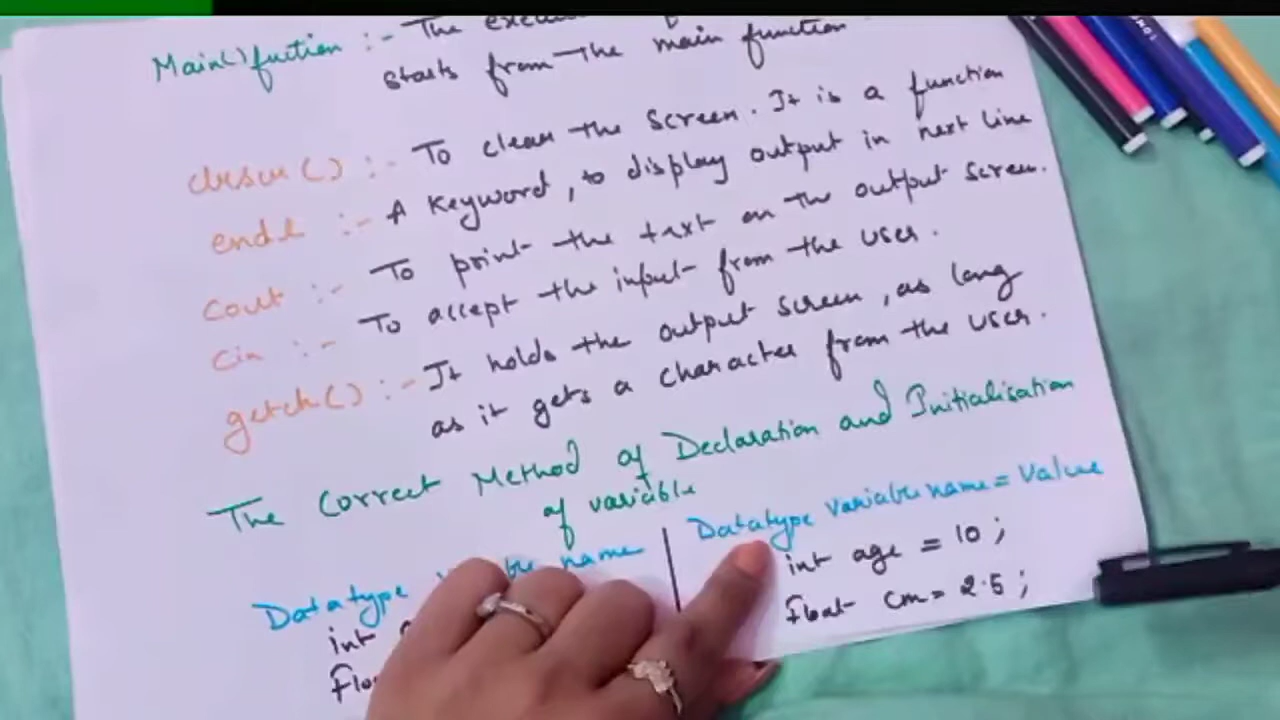 Main() fuction :- The
starts from the main function
clrscr() :- To clear the screen. It is a function
endl :- A Keyword, to display output in next line
cout :- To print the text on the output screen.
cin :- To accept the input from the user.
getch() :- It holds the output screen, as long
as it gets a character from the user.
The Correct Method of Declaration and Initialisation
of variable
Datatype name
int
Datatype variable name = Value
int age = 10 ;
float cm = 2.5 ;